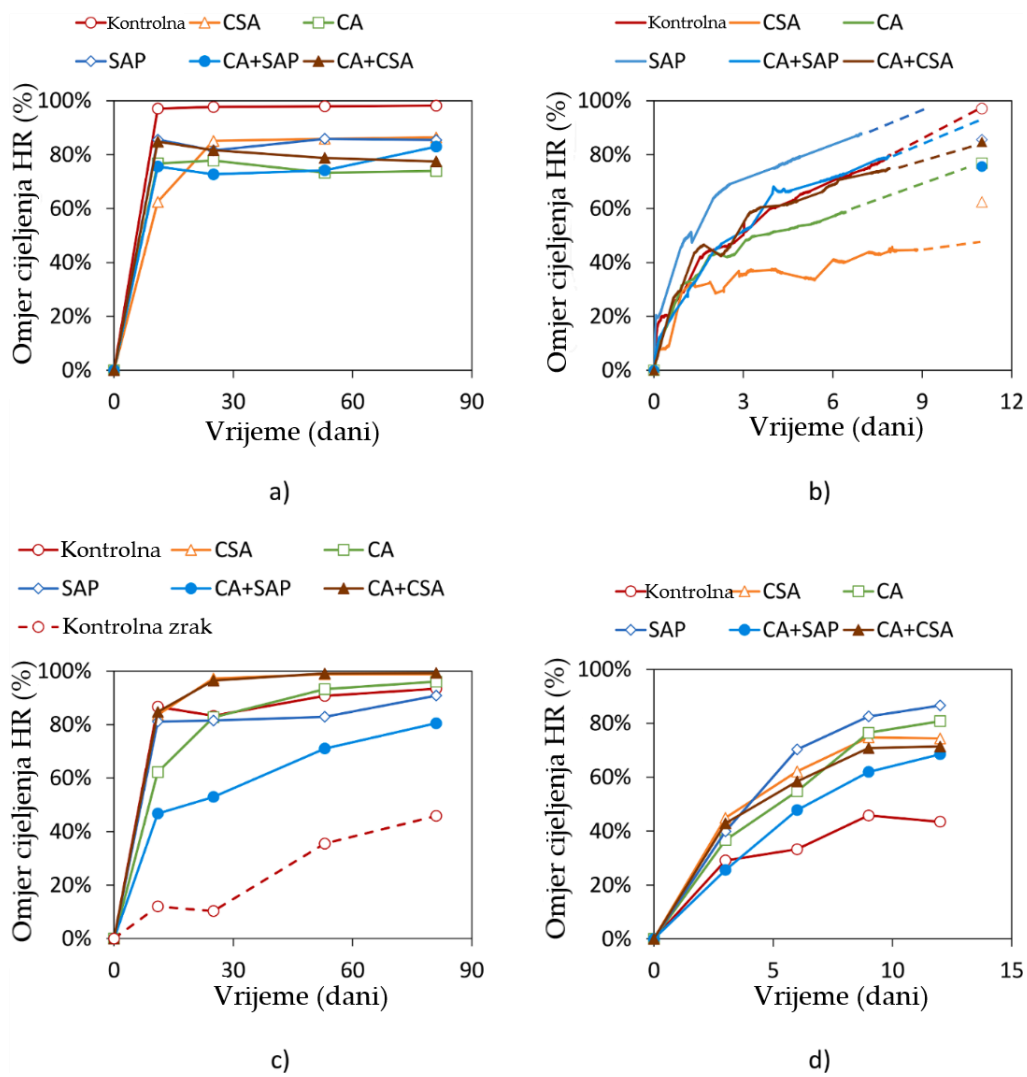 Kontrolna CSA CA
SAP CA+SAP CA+CSA
Omjer cijeljenja HR (%)
100%
80%
60%
40%
20%
0%
0 30 60 90
Vrijeme (dani)
a)
Kontrolna CSA CA
SAP CA+SAP CA+CSA
Omjer cijeljenja HR (%)
100%
80%
60%
40%
20%
0%
0 3 6 9 12
Vrijeme (dani)
b)
Kontrolna CSA CA
SAP CA+SAP CA+CSA
Kontrolna zrak
Omjer cijeljenja HR (%)
100%
80%
60%
40%
20%
0%
0 30 60 90
Vrijeme (dani)
c)
Kontrolna CSA CA
SAP CA+SAP CA+CSA
Omjer cijeljenja HR (%)
100%
80%
60%
40%
20%
0%
0 5 10 15
Vrijeme (dani)
d)